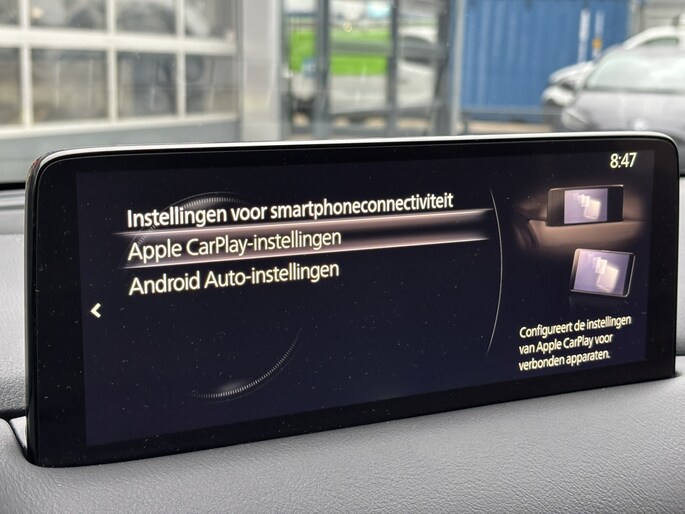 8:47
Instellingen voor smartphoneconnectiviteit
Apple CarPlay-instellingen
Android Auto-instellingen
Configureert de instellingen
van Apple CarPlay voor
verbonden apparaten.